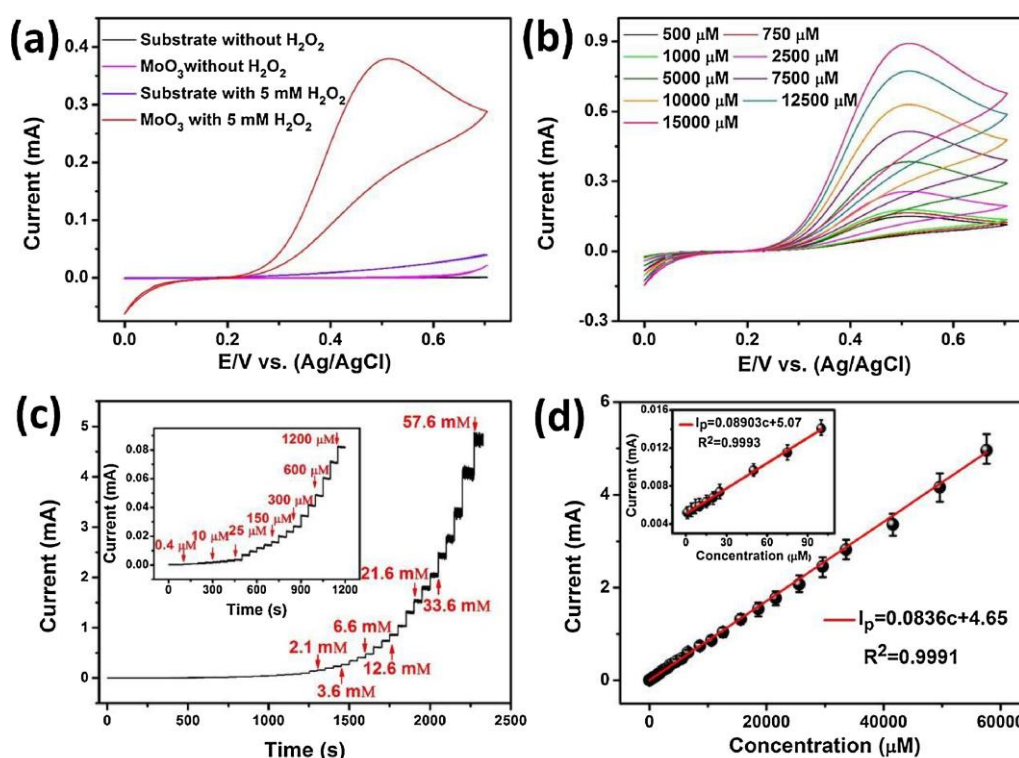 (a)
Substrate without H₂O₂
MoO₃without H₂O₂
Substrate with 5 mM H₂O₂
MoO₃ with 5 mM H₂O₂
0.4
0.3
0.2
0.1
0.0
Current (mA)
0.0 0.2 0.4 0.6
E/V vs. (Ag/AgCl)
(b)
500 μM 750 μM
1000 μM 2500 μM
5000 μM 7500 μM
10000 μM 12500 μM
15000 μM
0.9
0.6
0.3
0.0
-0.3
Current (mA)
0.0 0.2 0.4 0.6
E/V vs. (Ag/AgCl)
(c)
5
4
3
2
1
0
Current (mA)
0 500 1000 1500 2000 2500
Time (s)
57.6 mM
21.6 mM
33.6 mM
6.6 mM
2.1 mM
12.6 mM
3.6 mM
0.10
0.08
0.06
0.04
0.02
0.00
Current (mA)
1200 μM
600 μM
300 μM
150 μM
25 μM
10 μM
0.4 μM
0 300 600 900 1200
Time (s)
(d)
6
4
2
0
Current (mA)
0 20000 40000 60000
Concentration (μM)
Iₚ=0.0836c+4.65
R²=0.9991
0.016
0.012
0.008
0.004
Current (mA)
Iₚ=0.08903c+5.07
R²=0.9993
0 30 60 90
Concentration (μM)